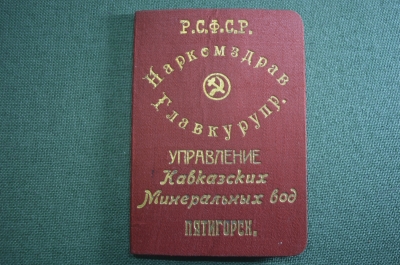 Р.С.Ф.С.Р.
Наркомздрав
Главкурупр.
УПРАВЛЕНИЕ
Кавказских
Минеральных вод
ПЯТИГОРСК.